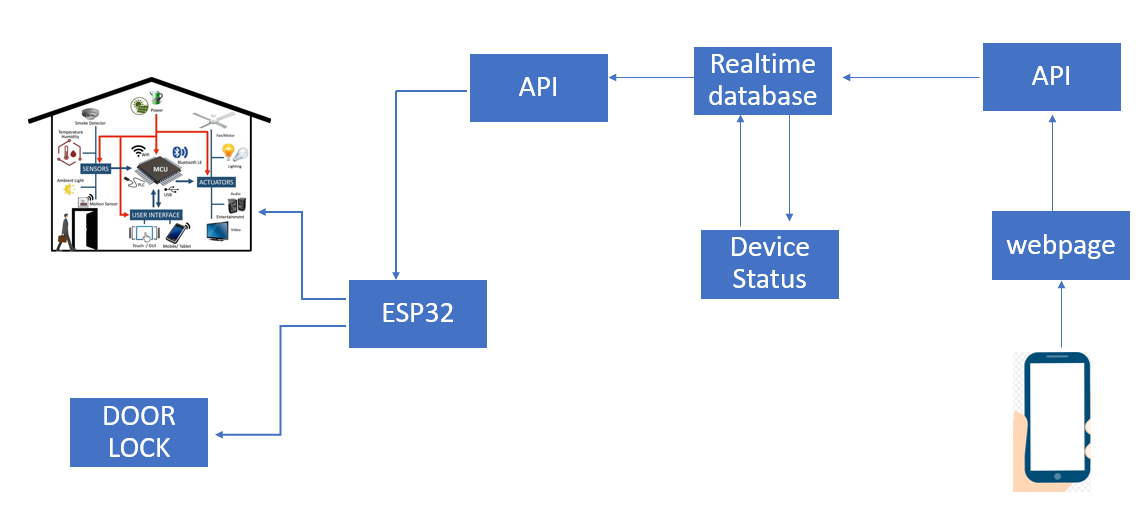 Realtime
database
API
API
Power
Smoke Detector
Fan/Motor
Temperature
Humidity
Wifi
Bluetooth LE
Lighting
SENSORS
MCU
PLC
USB
ACTUATORS
Ambient Light
Motion Sensor
Audio
USER INTERFACE
Entertainment
Touch / GUI
Mobile/ Tablet
Video
Device
Status
webpage
ESP32
DOOR
LOCK